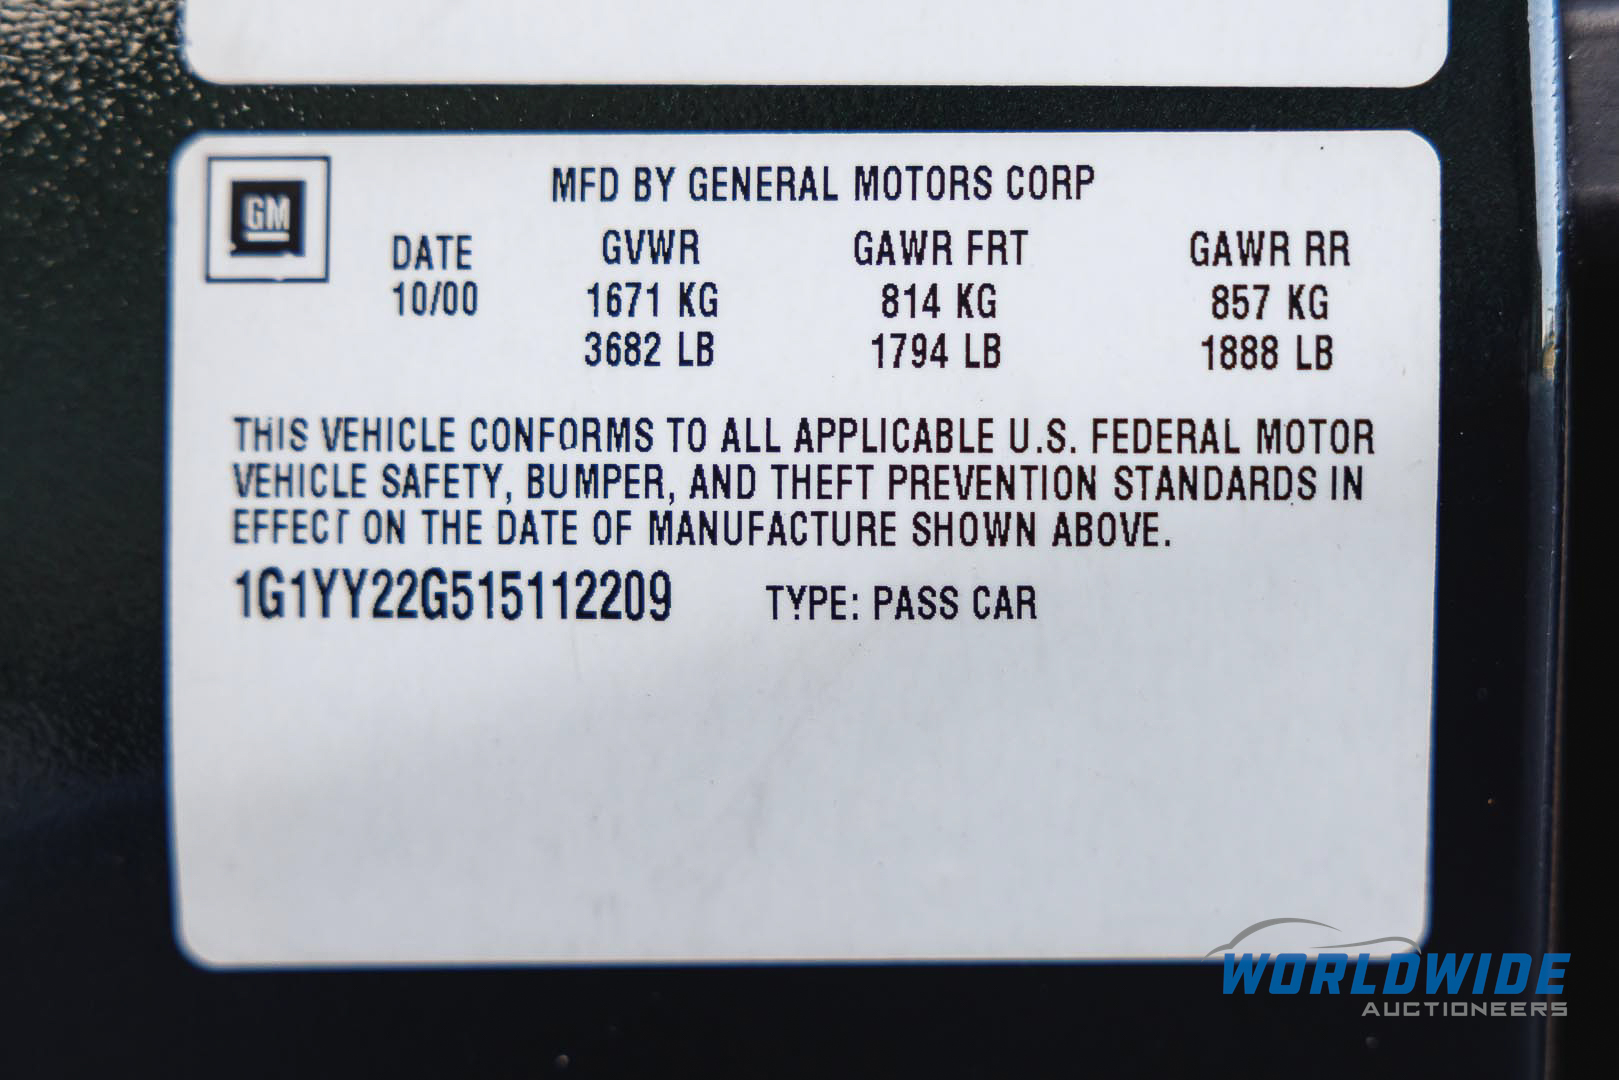 GM
MFD BY GENERAL MOTORS CORP
DATE GVWR GAWR FRT GAWR RR
10/00 1671 KG 814 KG 857 KG
3682 LB 1794 LB 1888 LB
THIS VEHICLE CONFORMS TO ALL APPLICABLE U.S. FEDERAL MOTOR
VEHICLE SAFETY, BUMPER, AND THEFT PREVENTION STANDARDS IN
EFFECT ON THE DATE OF MANUFACTURE SHOWN ABOVE.
1G1YY22G515112209 TYPE: PASS CAR
WORLDWIDE
AUCTIONEERS